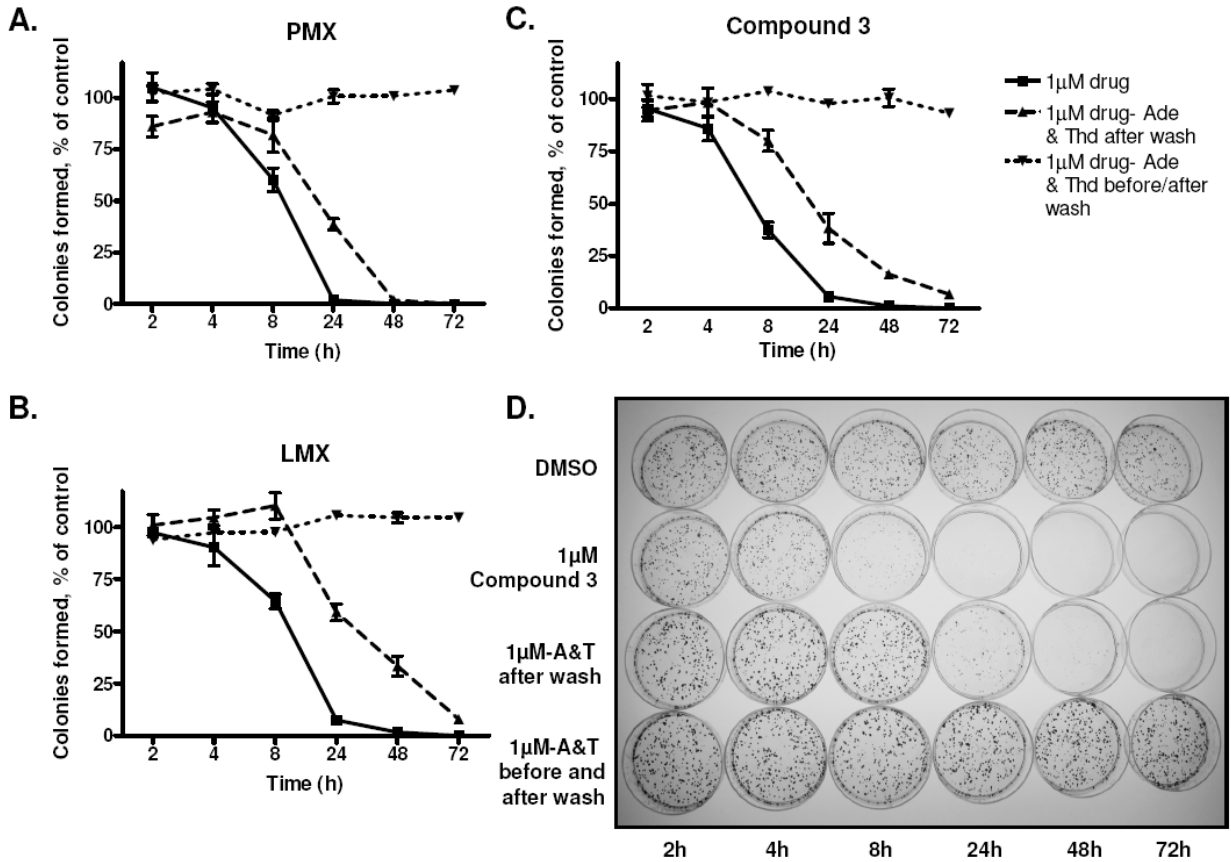 A.
PMX
Colonies formed, % of control
100
75
50
25
0
2 4 8 24 48 72
Time (h)
C.
Compound 3
Colonies formed, % of control
100
75
50
25
0
2 4 8 24 48 72
Time (h)
1µM drug
1µM drug- Ade
& Thd after wash
1µM drug- Ade
& Thd before/after
wash
B.
LMX
Colonies formed, % of control
100
75
50
25
0
2 4 8 24 48 72
Time (h)
D.
DMSO
1µM
Compound 3
1µM-A&T
after wash
1µM-A&T
before and
after wash
2h 4h 8h 24h 48h 72h